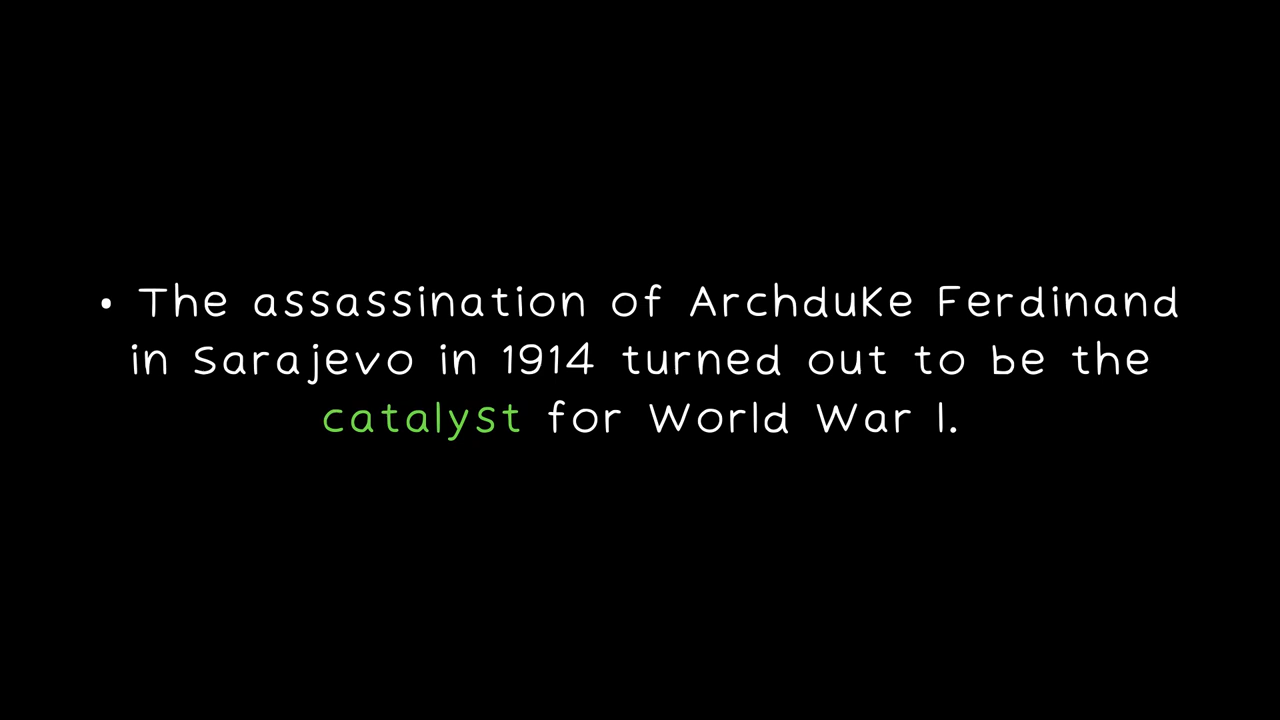 • The assassination of Archduke Ferdinand
in Sarajevo in 1914 turned out to be the
catalyst for World War I.